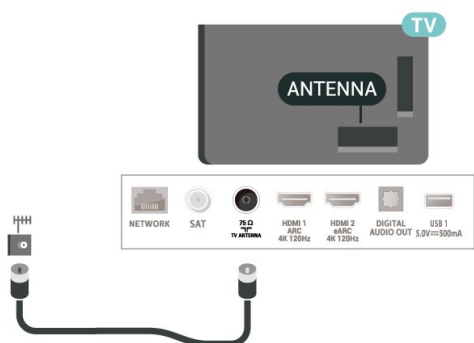 TV
ANTENNA
NETWORK
SAT
75 Ω
TV ANTENNA
HDMI 1
ARC
4K 120Hz
HDMI 2
eARC
4K 120Hz
DIGITAL
AUDIO OUT
USB 1
5.0V⎓500mA